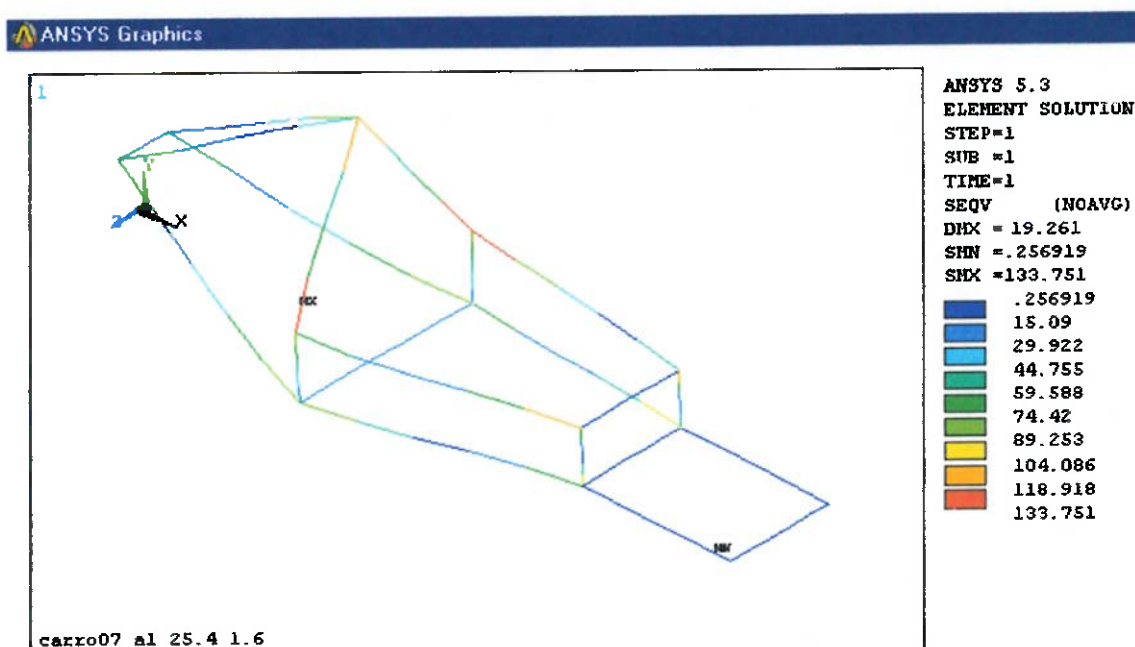 ANSYS Graphics
1
ANSYS 5.3
ELEMENT SOLUTION
STEP=1
SUB =1
TIME=1
SEQV (NOAVG)
DMX =19.261
SMN =.256919
SMX =133.751
.256919
15.09
29.922
44.755
59.588
74.42
89.253
104.086
118.918
133.751
Z
X
MX
MN
carro07 al 25.4 1.6